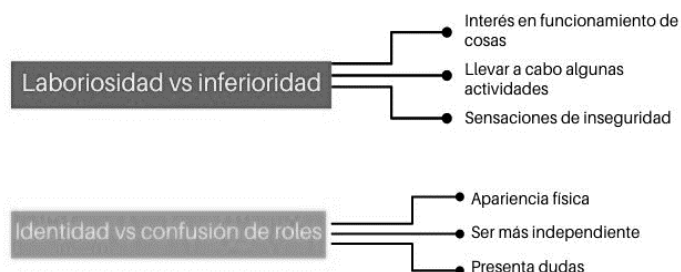 Interés en funcionamiento de
cosas
Laboriosidad vs inferioridad
Llevar a cabo algunas
actividades
Sensaciones de inseguridad
Apariencia física
Identidad vs confusión de roles
Ser más independiente
Presenta dudas